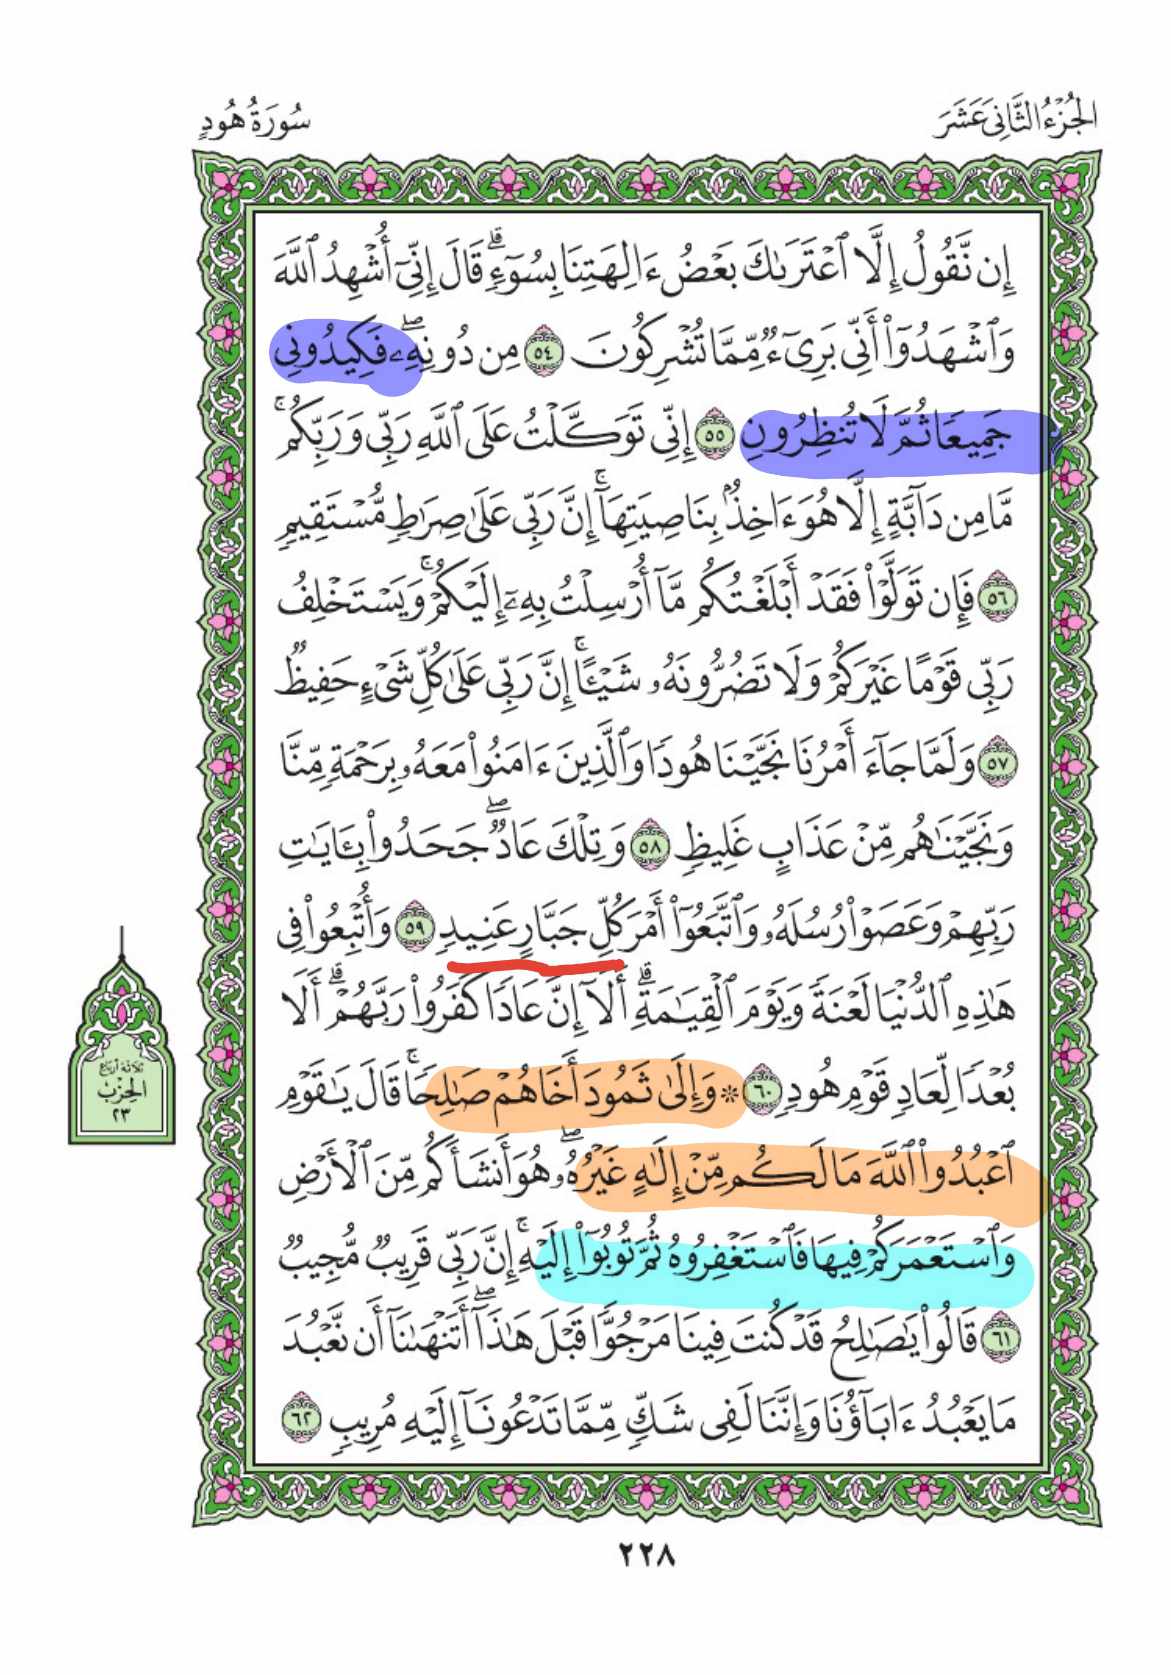 الجُزْءُ الثَّانِيَ عَشَرَ
سُورَةُ هُودٍ
إِن نَّقُولُ إِلَّا ٱعْتَرَىٰكَ بَعْضُ ءَالِهَتِنَا بِسُوٓءٍۗ قَالَ إِنِّىٓ أُشْهِدُ ٱللَّهَ
وَٱشْهَدُوٓا۟ أَنِّى بَرِىٓءٌ مِّمَّا تُشْرِكُونَ ٥٤ مِن دُونِهِۦۖ فَكِيدُونِى
جَمِيعًا ثُمَّ لَا تُنظِرُونِ ٥٥ إِنِّى تَوَكَّلْتُ عَلَى ٱللَّهِ رَبِّى وَرَبِّكُمۚ
مَّا مِن دَآبَّةٍ إِلَّا هُوَ ءَاخِذٌۢ بِنَاصِيَتِهَآۚ إِنَّ رَبِّى عَلَىٰ صِرَٰطٍ مُّسْتَقِيمٍ
٥٦ فَإِن تَوَلَّوْا۟ فَقَدْ أَبْلَغْتُكُم مَّآ أُرْسِلْتُ بِهِۦٓ إِلَيْكُمْۚ وَيَسْتَخْلِفُ
رَبِّى قَوْمًا غَيْرَكُمْ وَلَا تَضُرُّونَهُۥ شَيْـًٔاۚ إِنَّ رَبِّى عَلَىٰ كُلِّ شَىْءٍ حَفِيظٌ
٥٧ وَلَمَّا جَآءَ أَمْرُنَا نَجَّيْنَا هُودًا وَٱلَّذِينَ ءَامَنُوا۟ مَعَهُۥ بِرَحْمَةٍ مِّنَّا
وَنَجَّيْنَٰهُم مِّنْ عَذَابٍ غَلِيظٍ ٥٨ وَتِلْكَ عَادٌۖ جَحَدُوا۟ بِـَٔايَٰتِ
رَبِّهِمْ وَعَصَوْا۟ رُسُلَهُۥ وَٱتَّبَعُوٓا۟ أَمْرَ كُلِّ جَبَّارٍ عَنِيدٍ ٥٩ وَأُتْبِعُوا۟ فِى
هَٰذِهِ ٱلدُّنْيَا لَعْنَةً وَيَوْمَ ٱلْقِيَٰمَةِۗ أَلَآ إِنَّ عَادًا كَفَرُوا۟ رَبَّهُمْۗ أَلَا
بُعْدًا لِّعَادٍ قَوْمِ هُودٍ ٦٠ ۞ وَإِلَىٰ ثَمُودَ أَخَاهُمْ صَٰلِحًاۚ قَالَ يَٰقَوْمِ
ٱعْبُدُوا۟ ٱللَّهَ مَا لَكُم مِّنْ إِلَٰهٍ غَيْرُهُۥۖ هُوَ أَنشَأَكُم مِّنَ ٱلْأَرْضِ
وَٱسْتَعْمَرَكُمْ فِيهَا فَٱسْتَغْفِرُوهُ ثُمَّ تُوبُوٓا۟ إِلَيْهِۚ إِنَّ رَبِّى قَرِيبٌ مُّجِيبٌ
٦١ قَالُوا۟ يَٰصَٰلِحُ قَدْ كُنتَ فِينَا مَرْجُوًّا قَبْلَ هَٰذَآۖ أَتَنْهَىٰنَآ أَن نَّعْبُدَ
مَا يَعْبُدُ ءَابَآؤُنَا وَإِنَّنَا لَفِى شَكٍّ مِّمَّا تَدْعُونَآ إِلَيْهِ مُرِيبٍ ٦٢
ثلاثة أرباع
الحزب
٢٣
٢٢٨